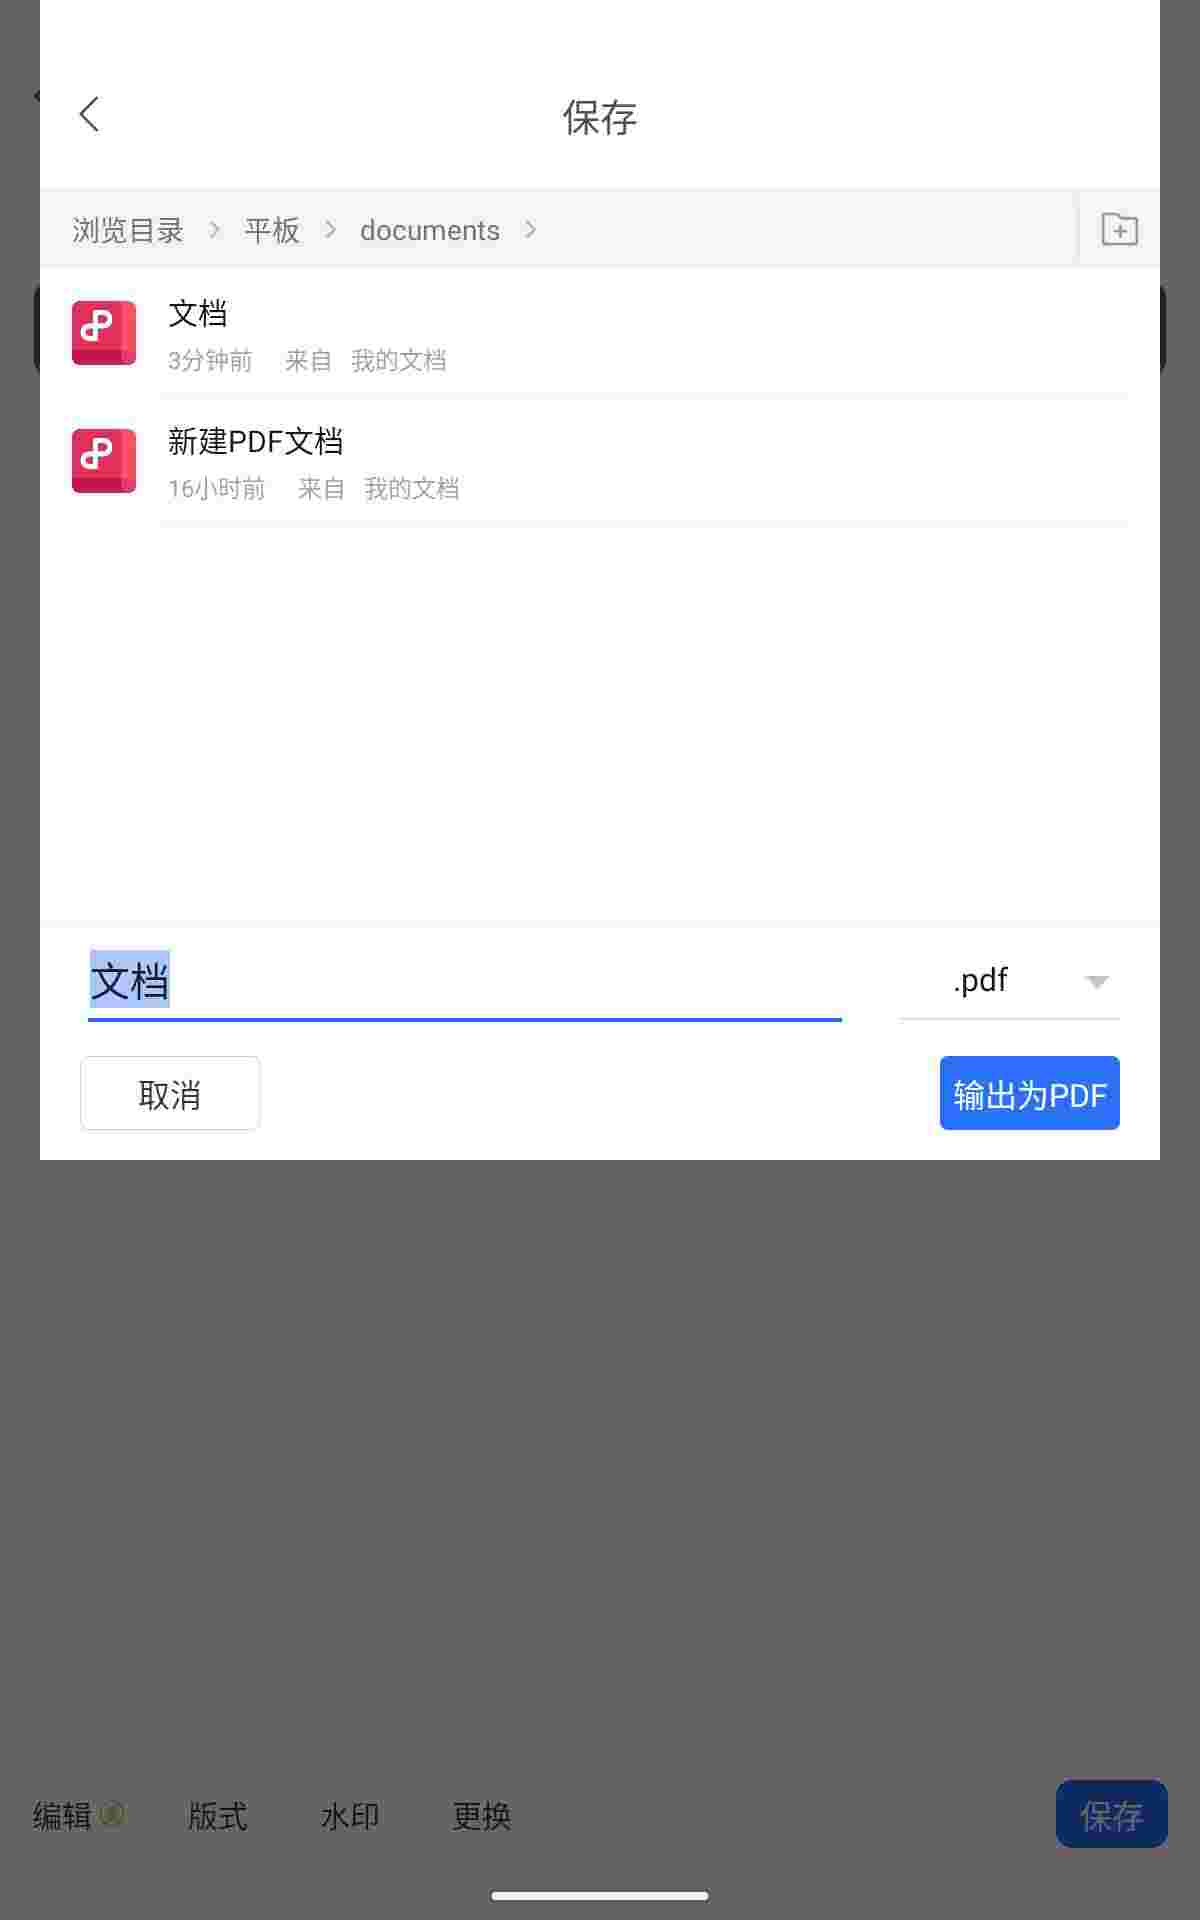 保存
浏览目录 > 平板 > documents >
文档
3分钟前 来自 我的文档
新建PDF文档
16小时前 来自 我的文档
文档 .pdf
取消 输出为PDF
编辑 版式 水印 更换 保存